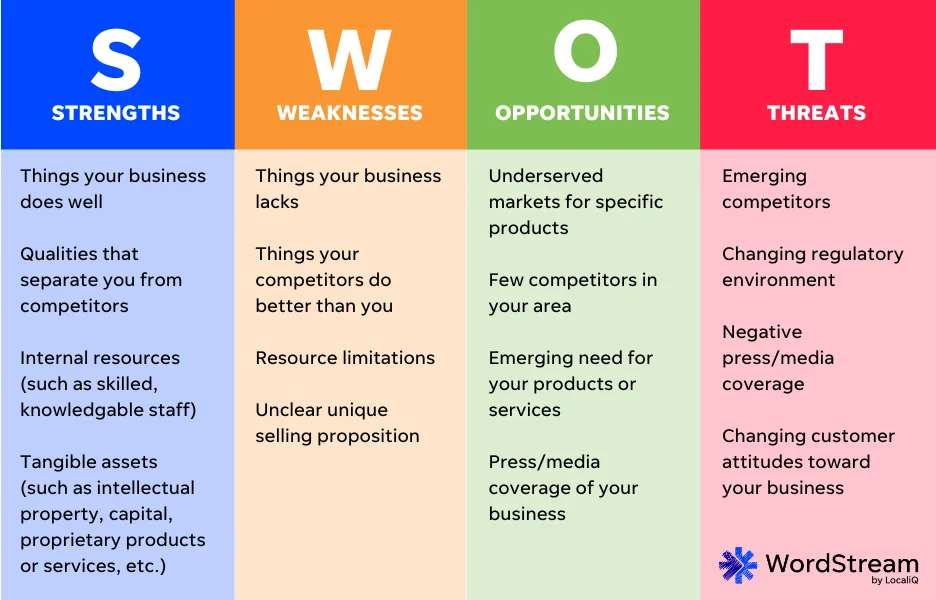 S
STRENGTHS
Things your business
does well
Qualities that
separate you from
competitors
Internal resources
(such as skilled,
knowledgable staff)
Tangible assets
(such as intellectual
property, capital,
proprietary products
or services, etc.)
W
WEAKNESSES
Things your business
lacks
Things your
competitors do
better than you
Resource limitations
Unclear unique
selling proposition
O
OPPORTUNITIES
Underserved
markets for specific
products
Few competitors in
your area
Emerging need for
your products or
services
Press/media
coverage of your
business
T
THREATS
Emerging
competitors
Changing regulatory
environment
Negative
press/media
coverage
Changing customer
attitudes toward
your business
WordStream
by LocaliQ